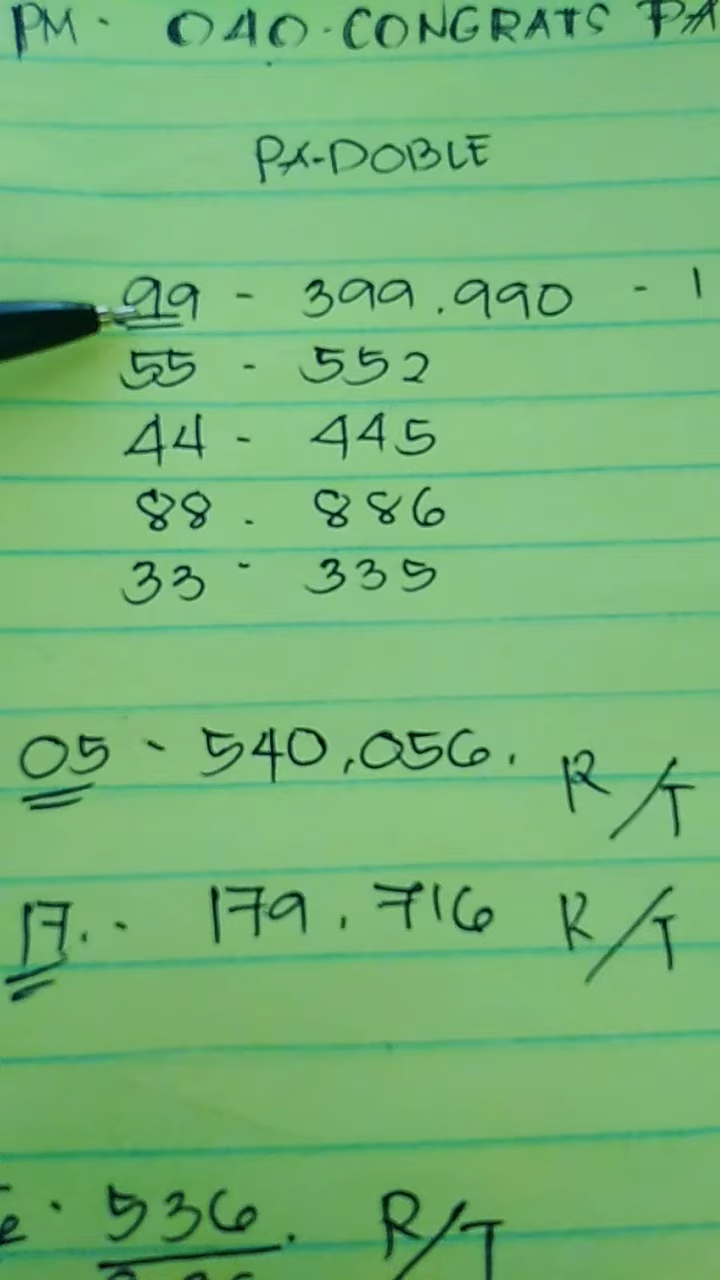 PM. 040. CONGRATS PA
PA-DOBLE
99 - 399.990 - 1
55 - 552
44 - 445
88 . 886
33 - 335
05 - 540,056. R/T
17.. 179, 716 R/T
. 536. R/T